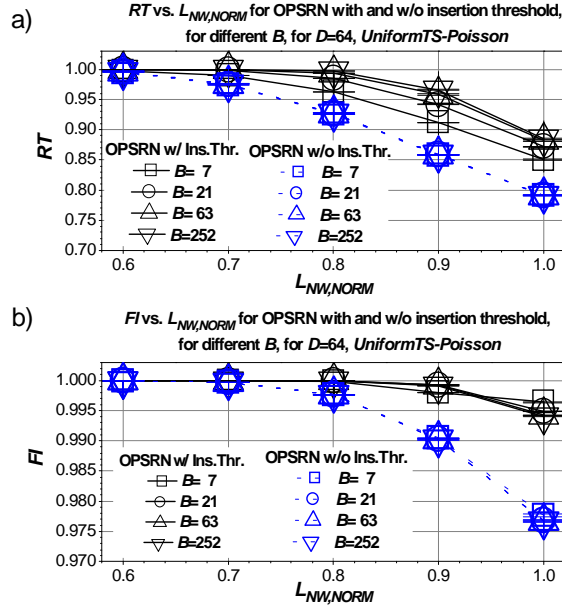 RT vs. L_NW,NORM for OPSRN with and w/o insertion threshold,
for different B, for D=64, UniformTS-Poisson
a)
1.00
0.95
0.90
0.85
0.80
0.75
0.70
RT
OPSRN w/ Ins.Thr.
B= 7
B= 21
B= 63
B=252
OPSRN w/o Ins.Thr.
B= 7
B= 21
B= 63
B=252
0.6 0.7 0.8 0.9 1.0
L_NW,NORM
b)
FI vs. L_NW,NORM for OPSRN with and w/o insertion threshold,
for different B, for D=64, UniformTS-Poisson
1.000
0.995
0.990
0.985
0.980
0.975
0.970
FI
OPSRN w/ Ins.Thr.
B= 7
B= 21
B= 63
B=252
OPSRN w/o Ins.Thr.
B= 7
B= 21
B= 63
B=252
0.6 0.7 0.8 0.9 1.0
L_NW,NORM